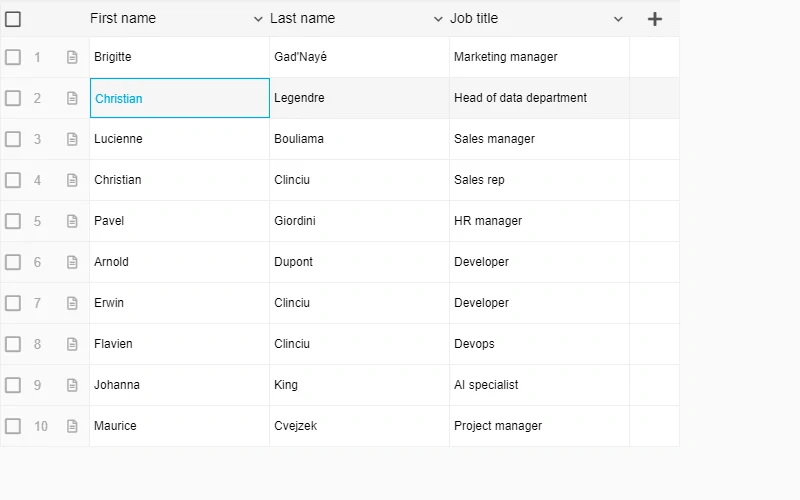 First name Last name Job title
1 Brigitte Gad'Nayé Marketing manager
2 Christian Legendre Head of data department
3 Lucienne Bouliama Sales manager
4 Christian Clinciu Sales rep
5 Pavel Giordini HR manager
6 Arnold Dupont Developer
7 Erwin Clinciu Developer
8 Flavien Clinciu Devops
9 Johanna King AI specialist
10 Maurice Cvejzek Project manager